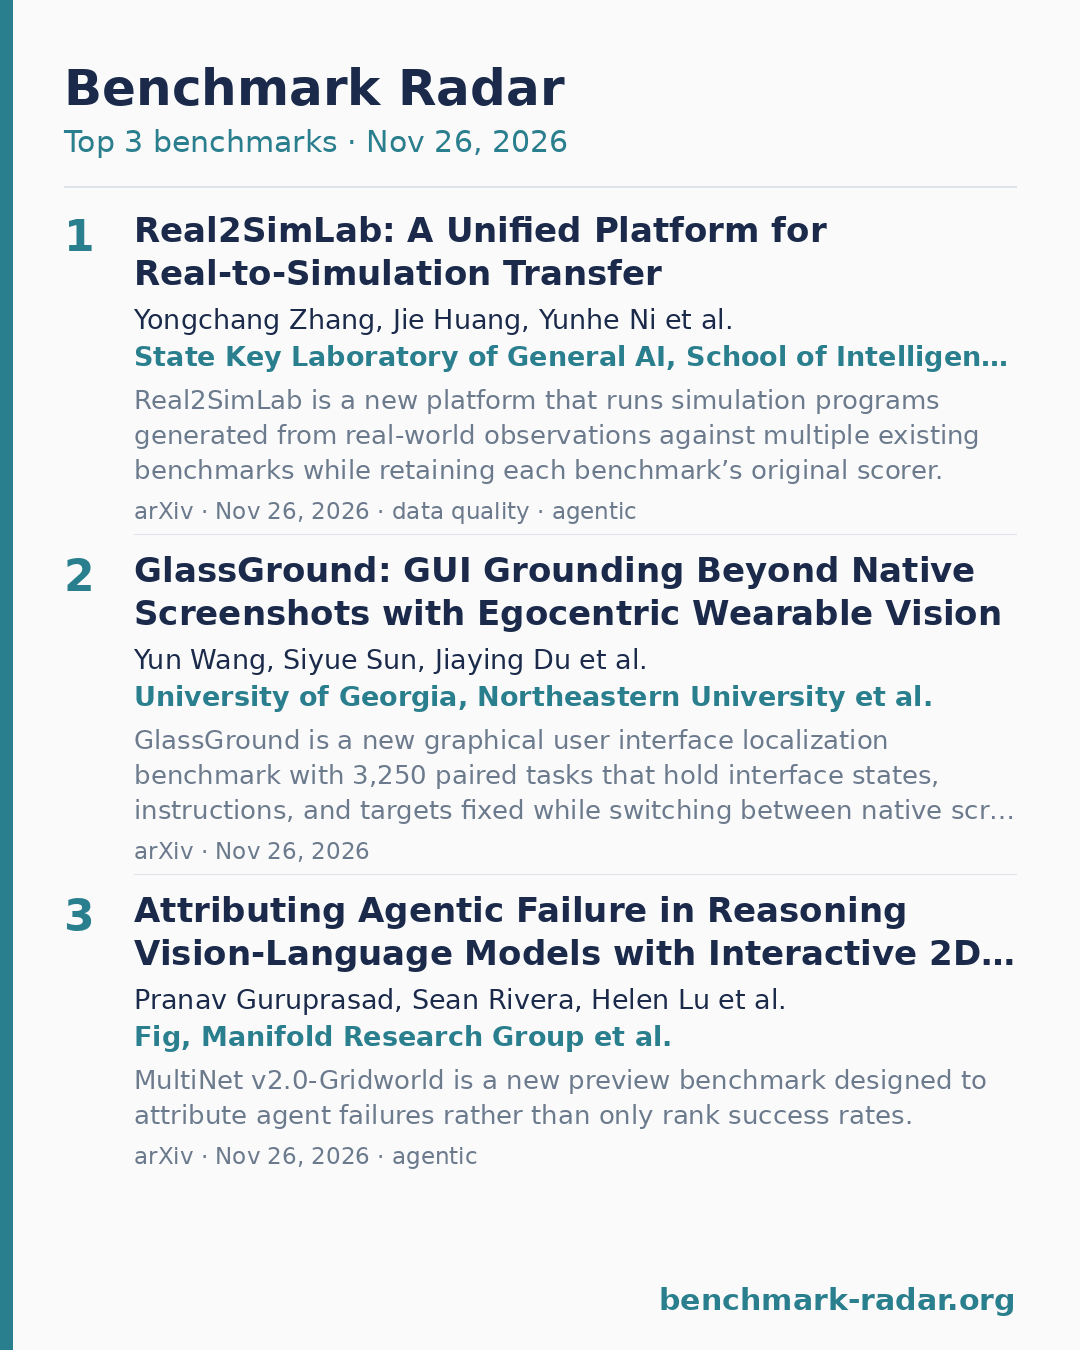 Benchmark Radar
Top 3 benchmarks · Nov 26, 2026
1
Real2SimLab: A Unified Platform for
Real-to-Simulation Transfer
Yongchang Zhang, Jie Huang, Yunhe Ni et al.
State Key Laboratory of General AI, School of Intelligen…
Real2SimLab is a new platform that runs simulation programs
generated from real-world observations against multiple existing
benchmarks while retaining each benchmark’s original scorer.
arXiv · Nov 26, 2026 · data quality · agentic
2
GlassGround: GUI Grounding Beyond Native
Screenshots with Egocentric Wearable Vision
Yun Wang, Siyue Sun, Jiaying Du et al.
University of Georgia, Northeastern University et al.
GlassGround is a new graphical user interface localization
benchmark with 3,250 paired tasks that hold interface states,
instructions, and targets fixed while switching between native scr…
arXiv · Nov 26, 2026
3
Attributing Agentic Failure in Reasoning
Vision-Language Models with Interactive 2D…
Pranav Guruprasad, Sean Rivera, Helen Lu et al.
Fig, Manifold Research Group et al.
MultiNet v2.0-Gridworld is a new preview benchmark designed to
attribute agent failures rather than only rank success rates.
arXiv · Nov 26, 2026 · agentic
benchmark-radar.org